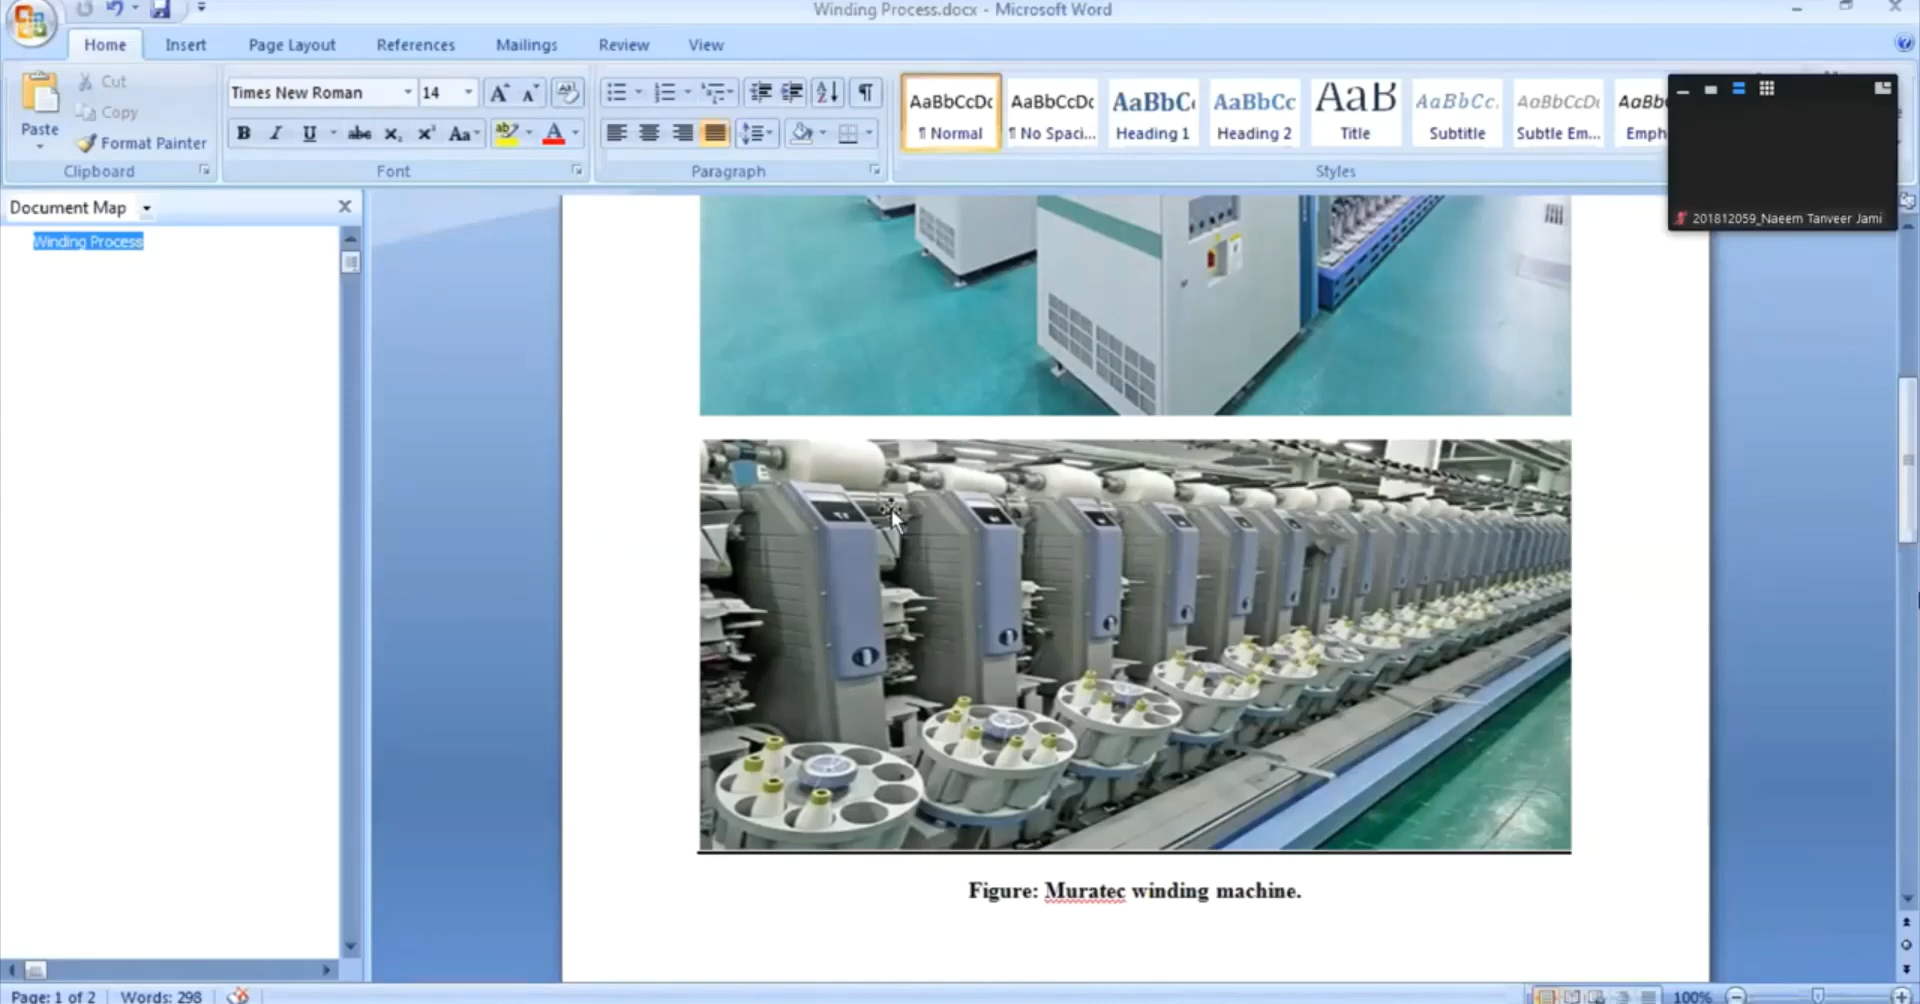 Winding Process.docx - Microsoft Word
Home Insert Page Layout References Mailings Review View
Paste
Cut
Copy
Format Painter
Clipboard
Times New Roman 14
Font
Paragraph
AaBbCcDc
¶ Normal
AaBbCcDc
¶ No Spaci...
AaBbC
Heading 1
AaBbCc
Heading 2
AaB
Title
AaBbCc.
Subtitle
AaBbCcDc
Subtle Em...
AaBb
Emph
Styles
201812059_Naeem Tanveer Jami
Document Map
Winding Process
Figure: Muratec winding machine.
Page: 1 of 2 Words: 298
100%